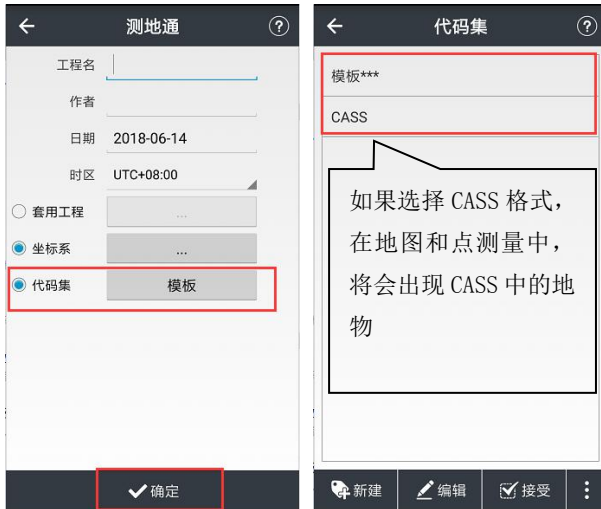 测地通
工程名
作者
日期 2018-06-14
时区 UTC+08:00
套用工程 ...
坐标系 ...
代码集 模板
确定
代码集
模板***
CASS
如果选择 CASS 格式，
在地图和点测量中，
将会出现 CASS 中的地
物
新建 编辑 接受